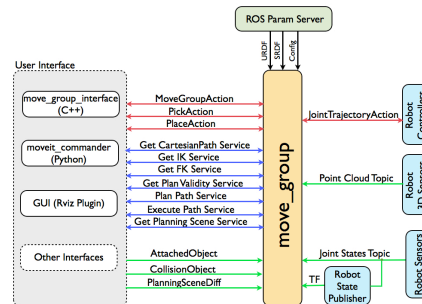 ROS Param Server
URDF
SRDF
Config
User Interface
move_group_interface
(C++)
moveit_commander
(Python)
GUI (Rviz Plugin)
Other Interfaces
MoveGroupAction
PickAction
PlaceAction
Get CartesianPath Service
Get IK Service
Get FK Service
Get Plan Validity Service
Plan Path Service
Execute Path Service
Get Planning Scene Service
AttachedObject
CollisionObject
PlanningSceneDiff
move_group
JointTrajectoryAction
Point Cloud Topic
Joint States Topic
TF
Robot
State
Publisher
Robot
Controllers
Robot
3D Sensors
Robot Sensors